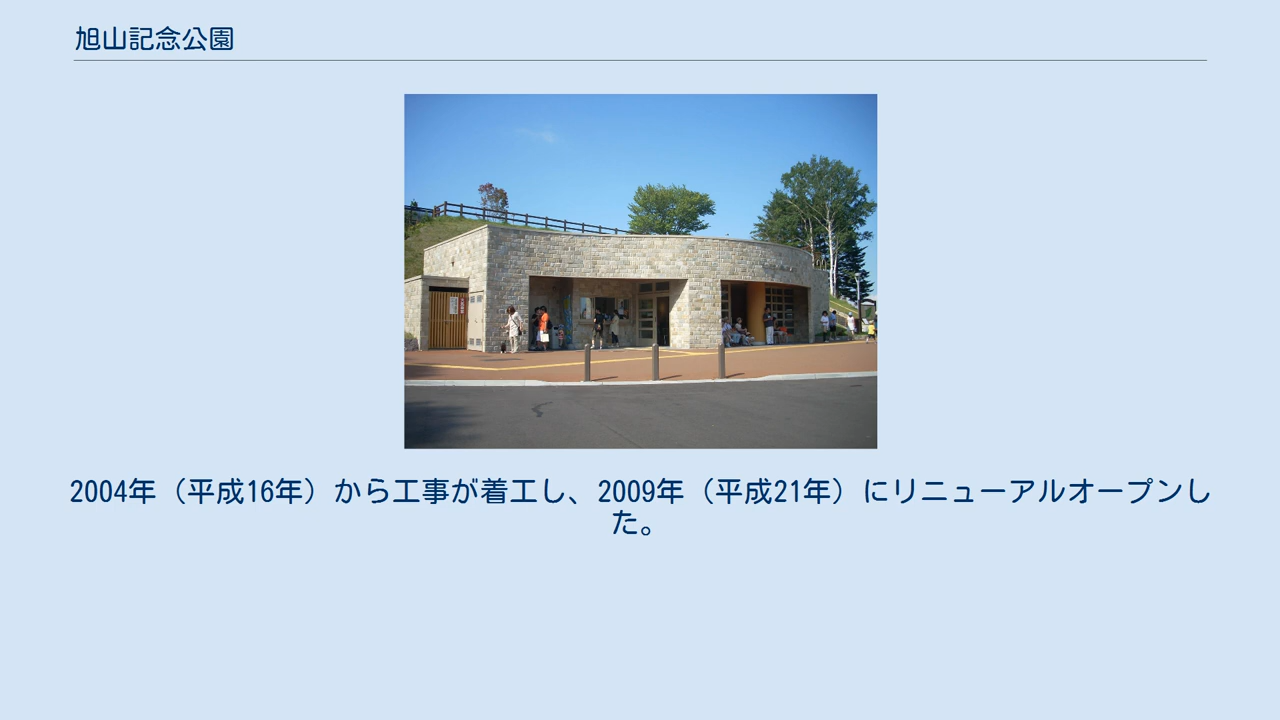 旭山記念公園
2004年（平成16年）から工事が着工し、2009年（平成21年）にリニューアルオープンし
た。